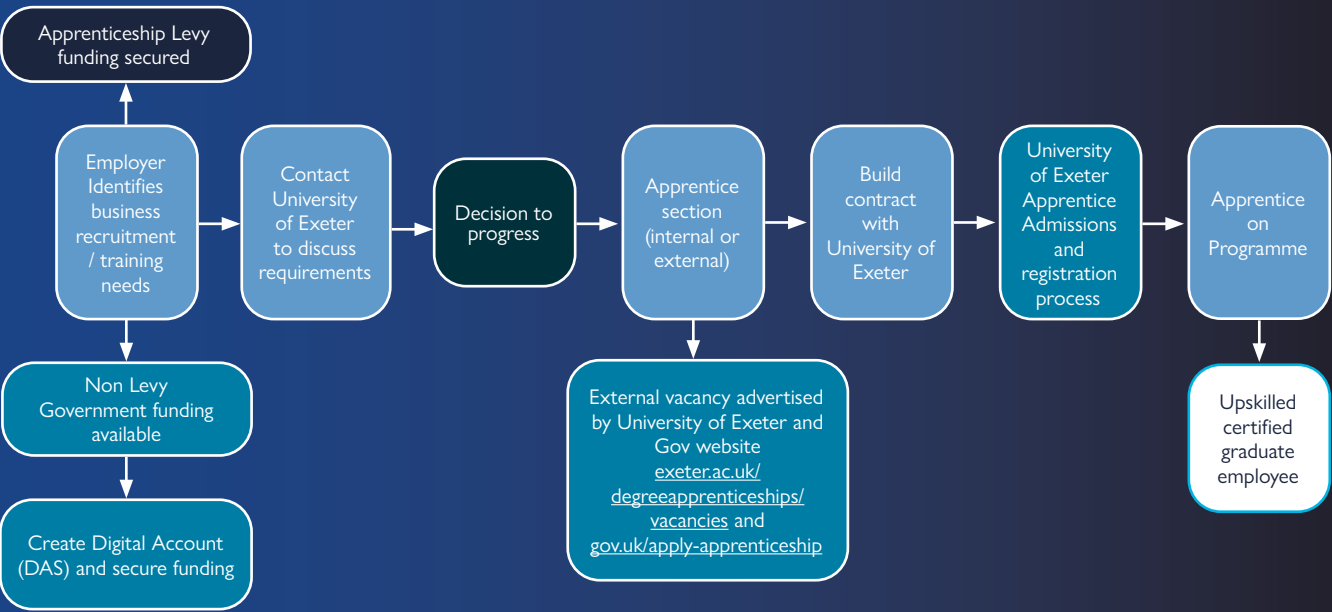 Apprenticeship Levy
funding secured
Employer
Identifies
business
recruitment
/ training
needs
Contact
University
of Exeter
to discuss
requirements
Decision to
progress
Apprentice
section
(internal or
external)
Build
contract
with
University of
Exeter
University
of Exeter
Apprentice
Admissions
and
registration
process
Apprentice
on
Programme
Non Levy
Government funding
available
Create Digital Account
(DAS) and secure funding
External vacancy advertised
by University of Exeter and
Gov website
exeter.ac.uk/
degreeapprenticeships/
vacancies and
gov.uk/apply-apprenticeship
Upskilled
certified
graduate
employee